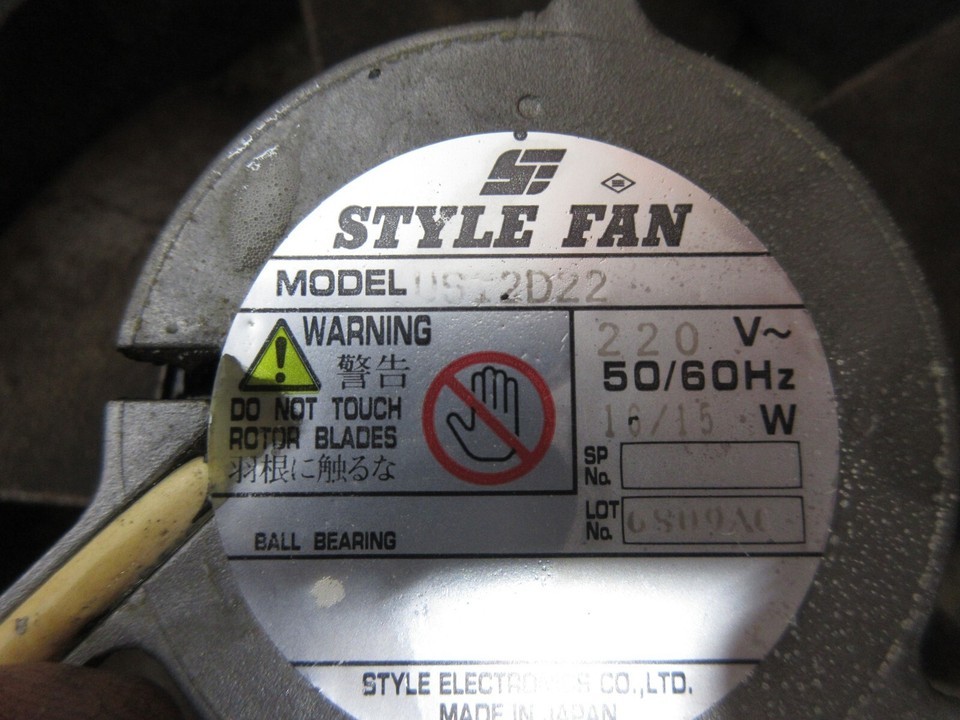 STYLE FAN
MODEL US12D22
WARNING
警告
DO NOT TOUCH
ROTOR BLADES
羽根に触るな
220 V~
50/60Hz
16/15 W
SP
No.
LOT
No.
BALL BEARING
STYLE ELECTRONICS CO.,LTD.
MADE IN JAPAN